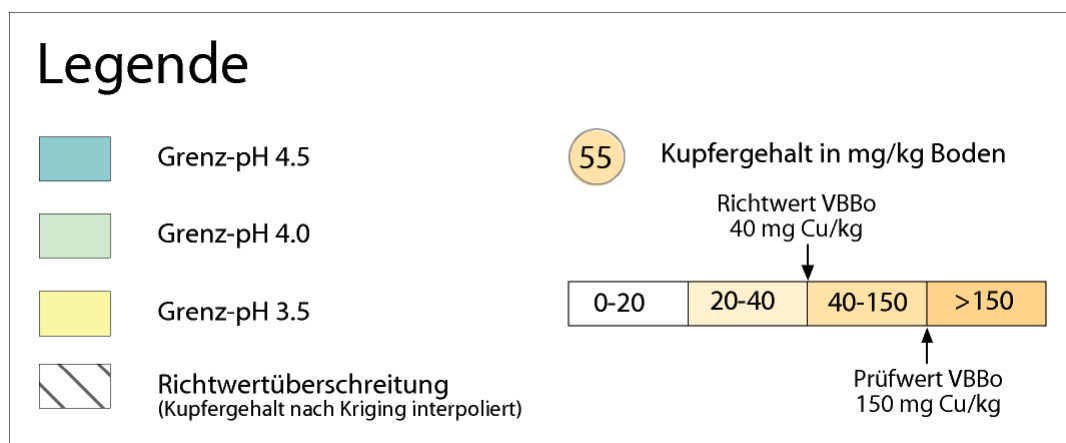 Legende
Grenz-pH 4.5
Grenz-pH 4.0
Grenz-pH 3.5
Richtwertüberschreitung
(Kupfergehalt nach Kriging interpoliert)
55
Kupfergehalt in mg/kg Boden
Richtwert VBBo
40 mg Cu/kg
0-20
20-40
40-150
>150
Prüfwert VBBo
150 mg Cu/kg